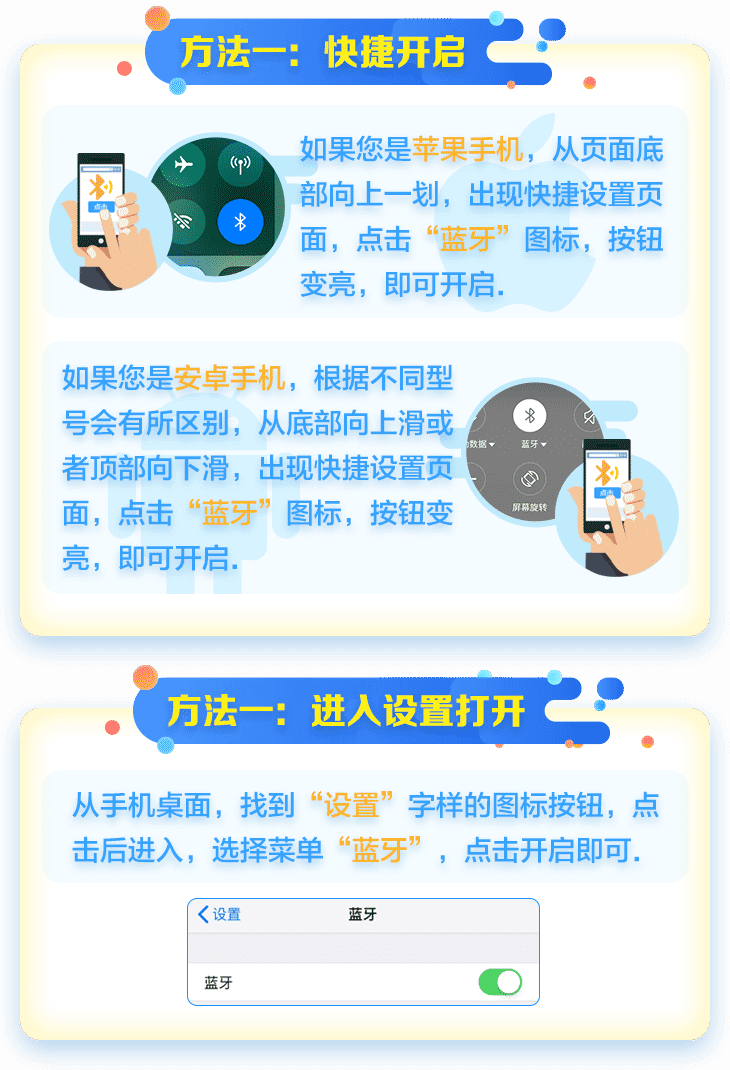 方法一：快捷开启
点击
如果您是苹果手机，从页面底
部向上一划，出现快捷设置页
面，点击“蓝牙”图标，按钮
变亮，即可开启.
如果您是安卓手机，根据不同型
号会有所区别，从底部向上滑或
者顶部向下滑，出现快捷设置页
面，点击“蓝牙”图标，按钮变
亮，即可开启.
数据
蓝牙
屏幕旋转
点击
方法一：进入设置打开
从手机桌面，找到“设置”字样的图标按钮，点
击后进入，选择菜单“蓝牙”，点击开启即可.
设置
蓝牙
蓝牙